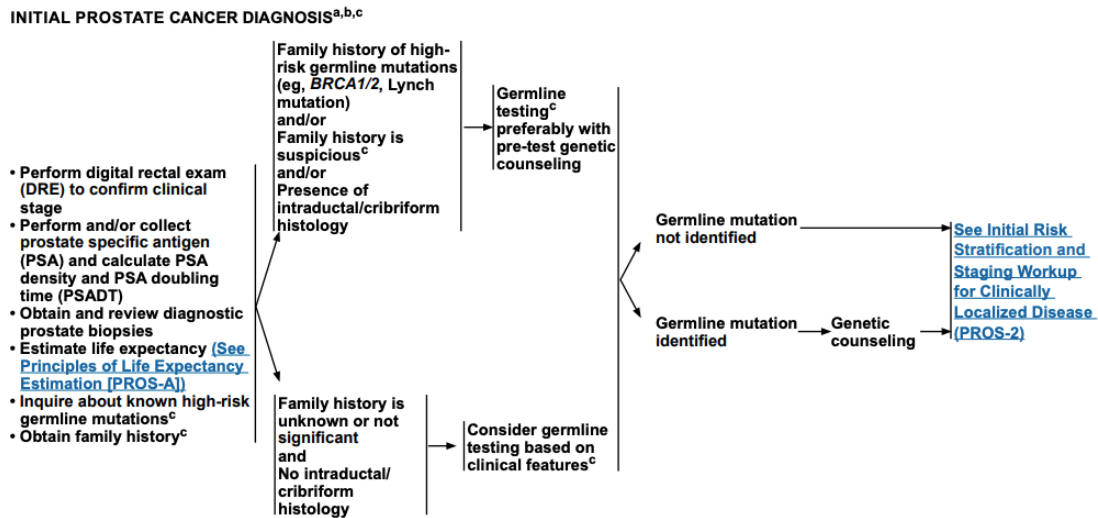 INITIAL PROSTATE CANCER DIAGNOSISa,b,c
• Perform digital rectal exam
(DRE) to confirm clinical
stage
• Perform and/or collect
prostate specific antigen
(PSA) and calculate PSA
density and PSA doubling
time (PSADT)
• Obtain and review diagnostic
prostate biopsies
• Estimate life expectancy (See
Principles of Life Expectancy
Estimation [PROS-A])
• Inquire about known high-risk
germline mutationsc
• Obtain family historyc
Family history of high-
risk germline mutations
(eg, BRCA1/2, Lynch
mutation)
and/or
Family history is
suspiciousc
and/or
Presence of
intraductal/cribriform
histology
Germline
testingc
preferably with
pre-test genetic
counseling
Family history is
unknown or not
significant
and
No intraductal/
cribriform
histology
Consider germline
testing based on
clinical featuresc
Germline mutation
not identified
Germline mutation
identified
Genetic
counseling
See Initial Risk
Stratification and
Staging Workup
for Clinically
Localized Disease
(PROS-2)